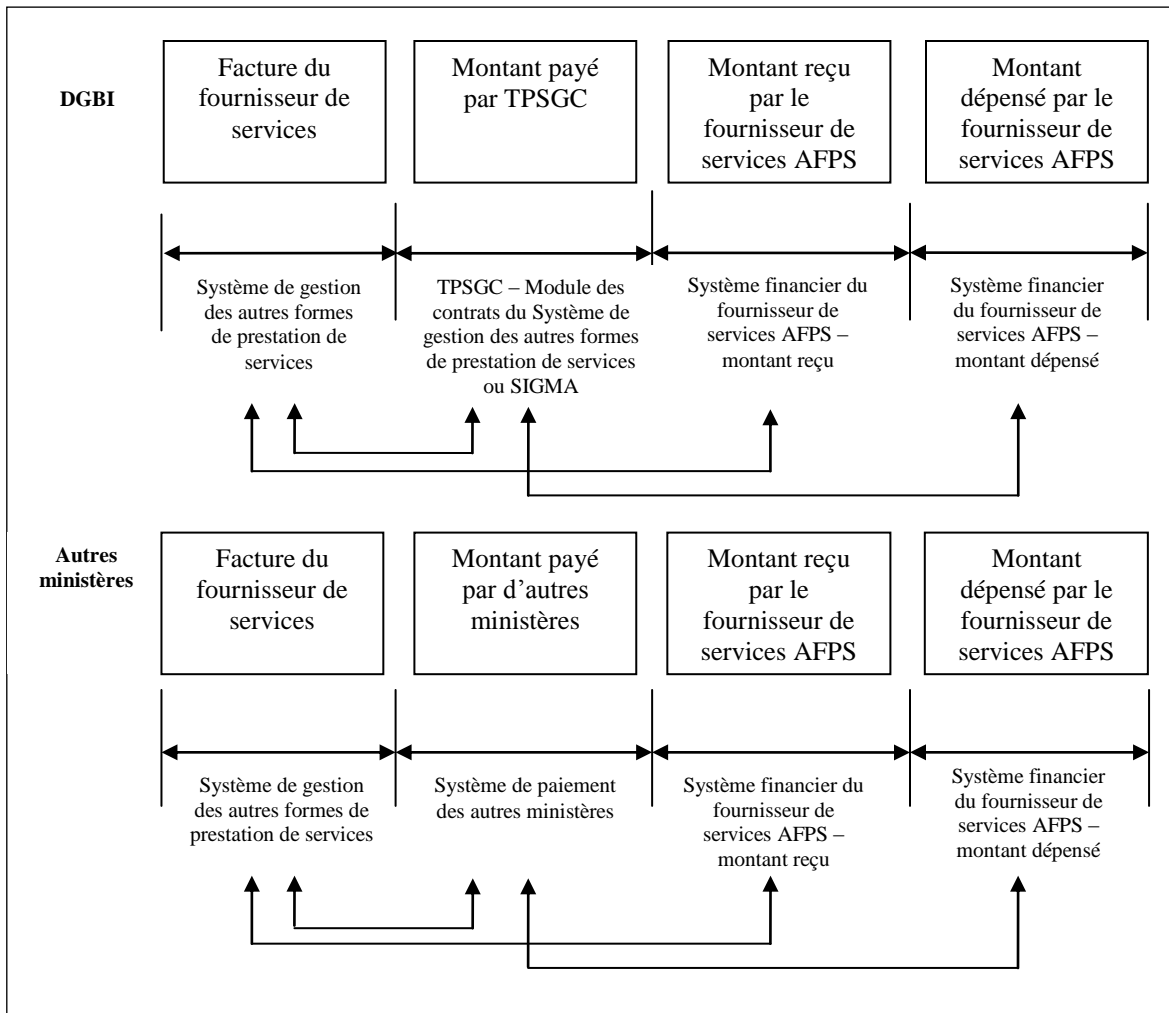 DGBI
Facture du
fournisseur de
services
Montant payé
par TPSGC
Montant reçu
par le
fournisseur de
services AFPS
Montant
dépensé par le
fournisseur de
services AFPS
Système de gestion
des autres formes
de prestation de
services
TPSGC – Module des
contrats du Système de
gestion des autres formes
de prestation de services
ou SIGMA
Système financier du
fournisseur de
services AFPS –
montant reçu
Système financier
du fournisseur de
services AFPS –
montant dépensé
Autres
ministères
Facture du
fournisseur de
services
Montant payé
par d’autres
ministères
Montant reçu
par le
fournisseur de
services AFPS
Montant
dépensé par le
fournisseur de
services AFPS
Système de gestion
des autres formes de
prestation de services
Système de paiement
des autres ministères
Système financier du
fournisseur de
services AFPS –
montant reçu
Système financier
du fournisseur de
services AFPS –
montant dépensé